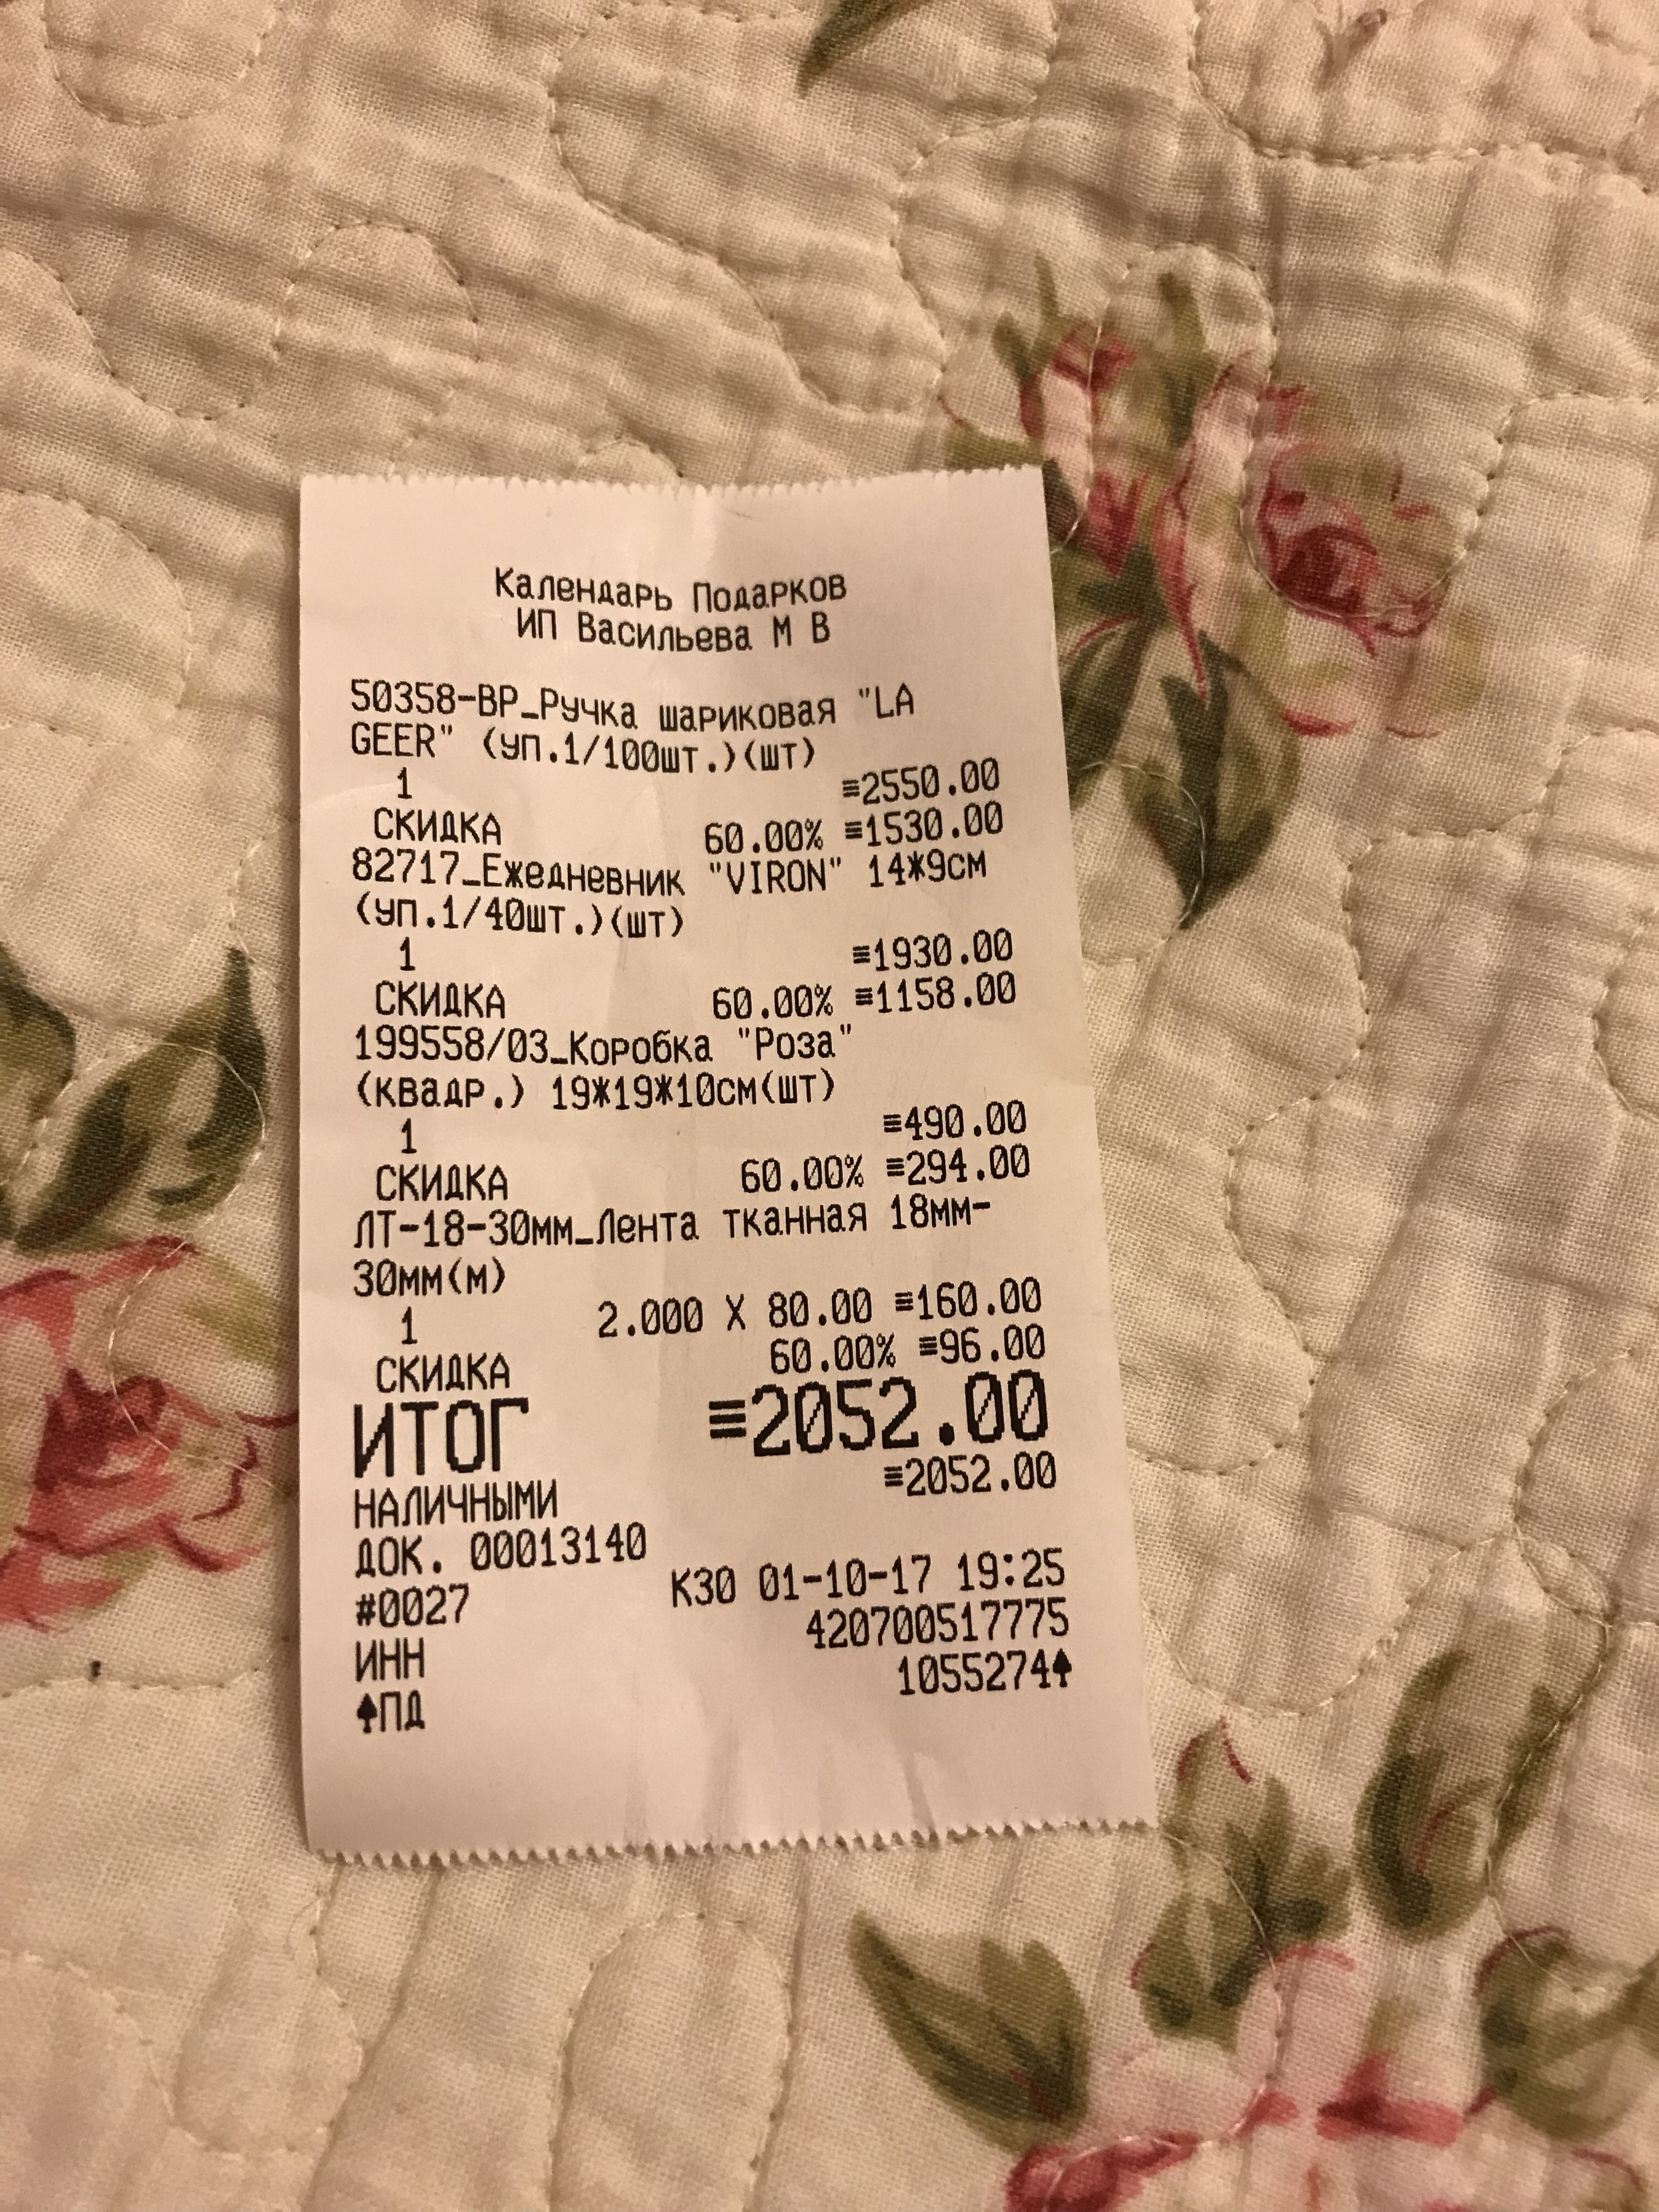 Календарь Подарков
ИП Васильева М В
50358-BP_Ручка шариковая "LA
GEER" (уп.1/100шт.)(шт)
1 ≡2550.00
СКИДКА 60.00% ≡1530.00
82717_Ежедневник "VIRON" 14*9см
(уп.1/40шт.)(шт)
1 ≡1930.00
СКИДКА 60.00% ≡1158.00
199558/03_Коробка "Роза"
(квадр.) 19*19*10см(шт)
1 ≡490.00
СКИДКА 60.00% ≡294.00
ЛТ-18-30мм_Лента тканная 18мм-
30мм(м)
1 2.000 X 80.00 ≡160.00
СКИДКА 60.00% ≡96.00
ИТОГ ≡2052.00
НАЛИЧНЫМИ ≡2052.00
ДОК. 00013140
#0027 К30 01-10-17 19:25
ИНН 420700517775
♠ПД 1055274♠